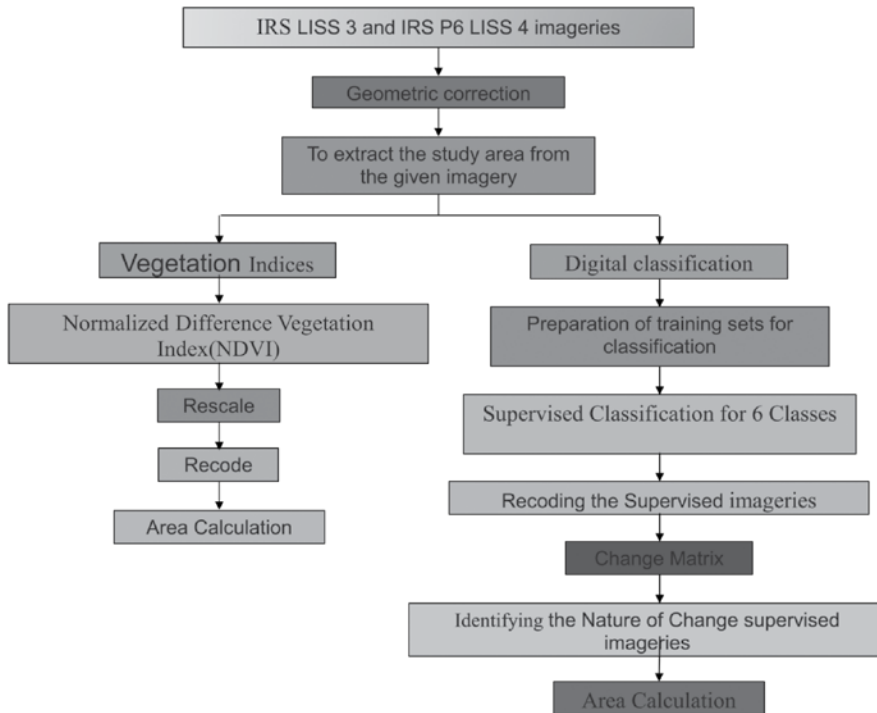 IRS LISS 3 and IRS P6 LISS 4 imageries
Geometric correction
To extract the study area from
the given imagery
Vegetation Indices
Normalized Difference Vegetation
Index(NDVI)
Rescale
Recode
Area Calculation
Digital classification
Preparation of training sets for
classification
Supervised Classification for 6 Classes
Recoding the Supervised imageries
Change Matrix
Identifying the Nature of Change supervised
imageries
Area Calculation